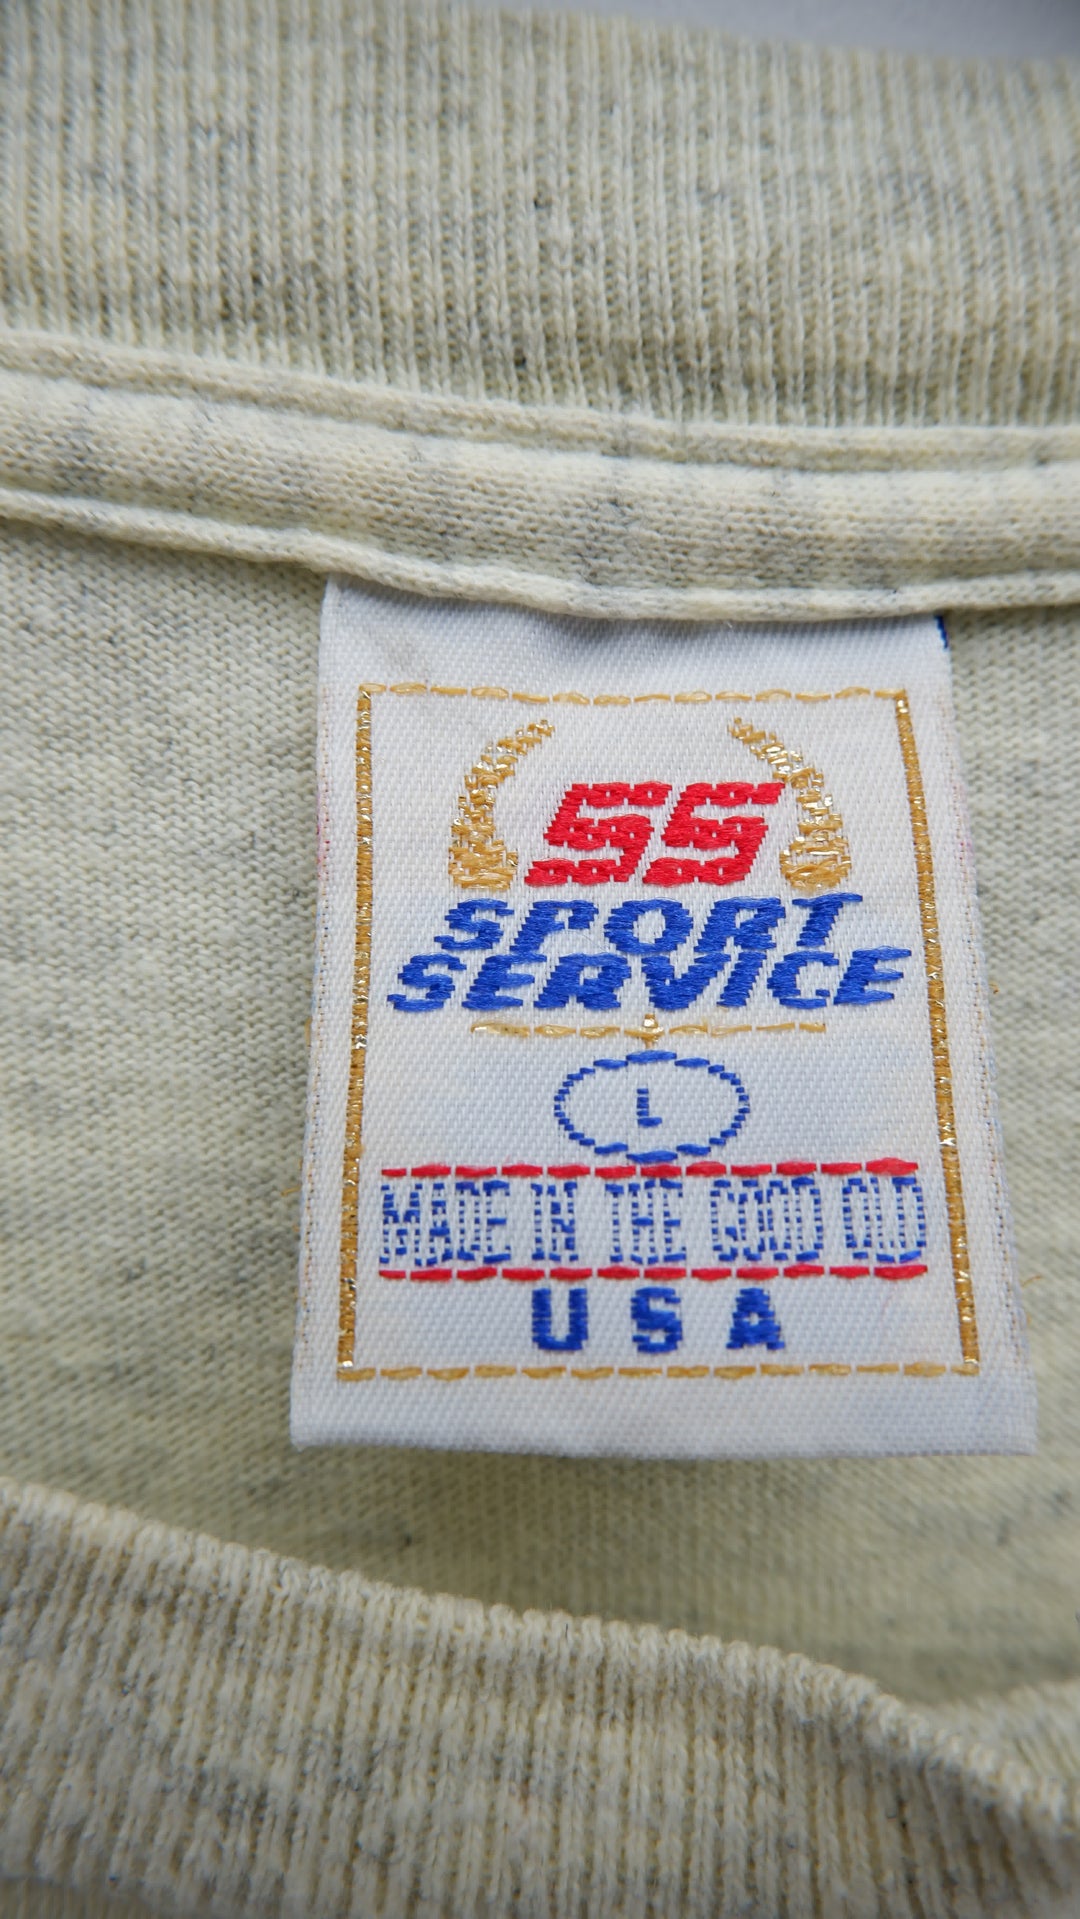 SS
SPORT
SERVICE
L
MADE IN THE GOOD OLD
USA